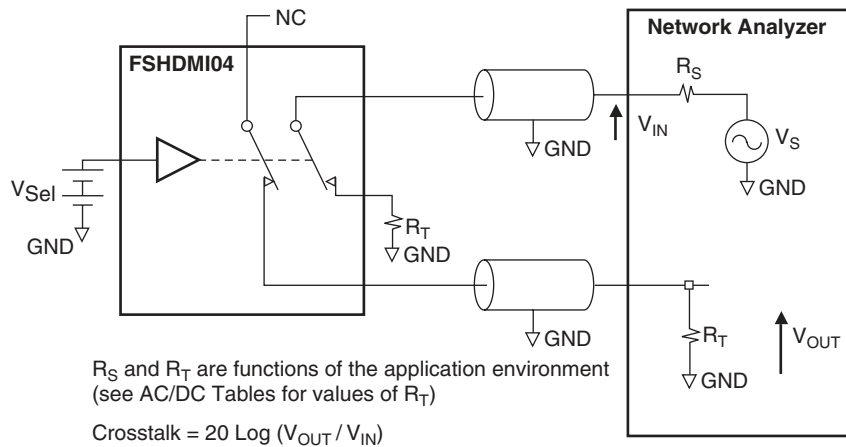 NC
Network Analyzer
FSHDMI04
R_S
V_IN
V_S
GND
GND
V_Sel
GND
R_T
GND
R_T
V_OUT
GND
GND
R_S and R_T are functions of the application environment
(see AC/DC Tables for values of R_T)
Crosstalk = 20 Log (V_OUT / V_IN)